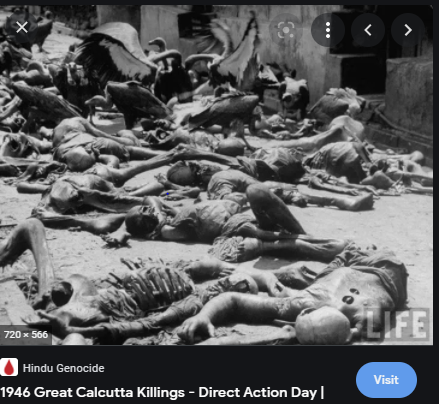 LIFE
720 × 566
Hindu Genocide
1946 Great Calcutta Killings - Direct Action Day |
Visit